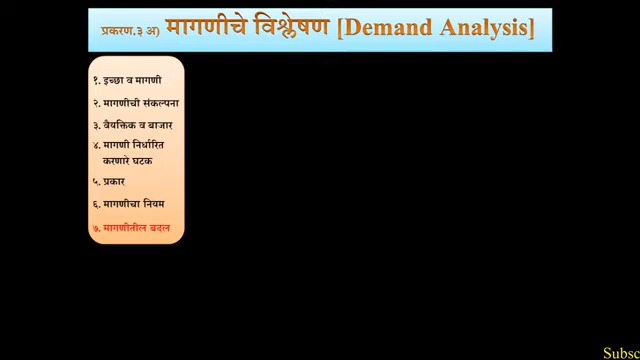 प्रकरण.३ अ) मागणीचे विश्लेषण [Demand Analysis]
१. इच्छा व मागणी
२. मागणीची संकल्पना
३. वैयक्तिक व बाजार
४. मागणी निर्धारित
करणारे घटक
५. प्रकार
६. मागणीचा नियम
७. मागणीतील बदल
Subsc